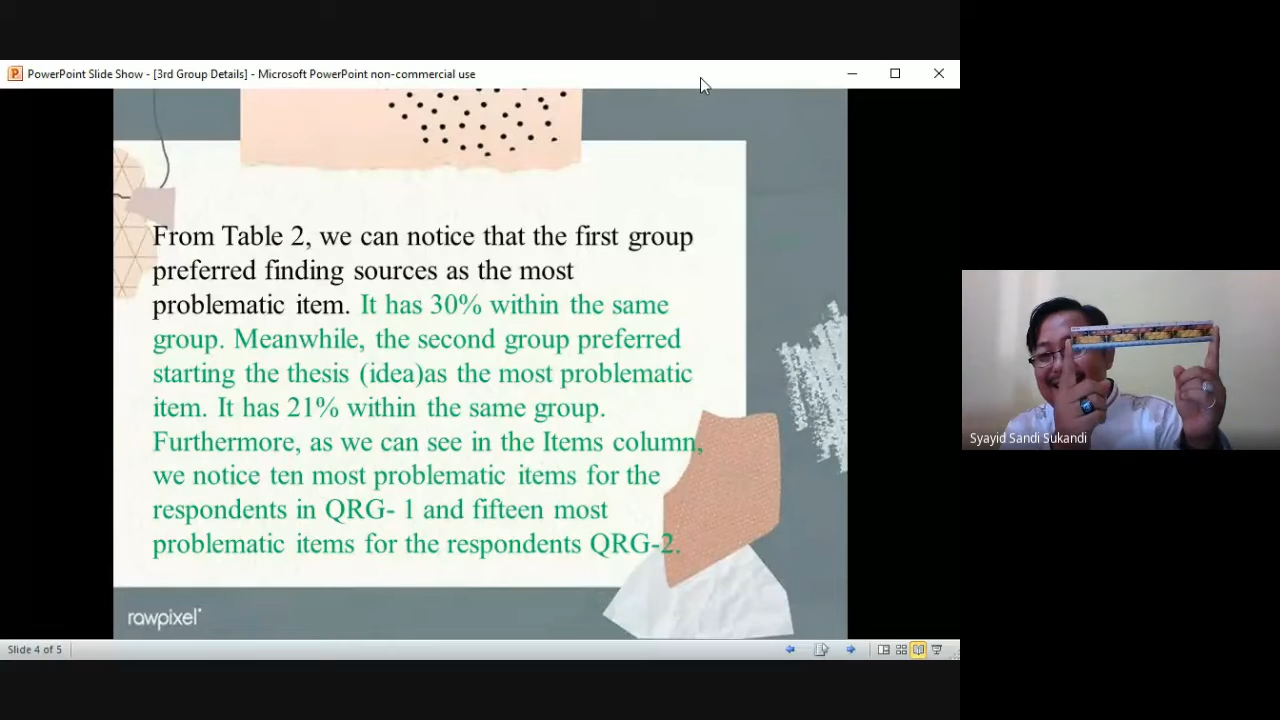 PowerPoint Slide Show - [3rd Group Details] - Microsoft PowerPoint non-commercial use
From Table 2, we can notice that the first group
preferred finding sources as the most
problematic item. It has 30% within the same
group. Meanwhile, the second group preferred
starting the thesis (idea)as the most problematic
item. It has 21% within the same group.
Furthermore, as we can see in the Items column,
we notice ten most problematic items for the
respondents in QRG- 1 and fifteen most
problematic items for the respondents QRG-2.
rawpixel
Slide 4 of 5
Syayid Sandi Sukandi